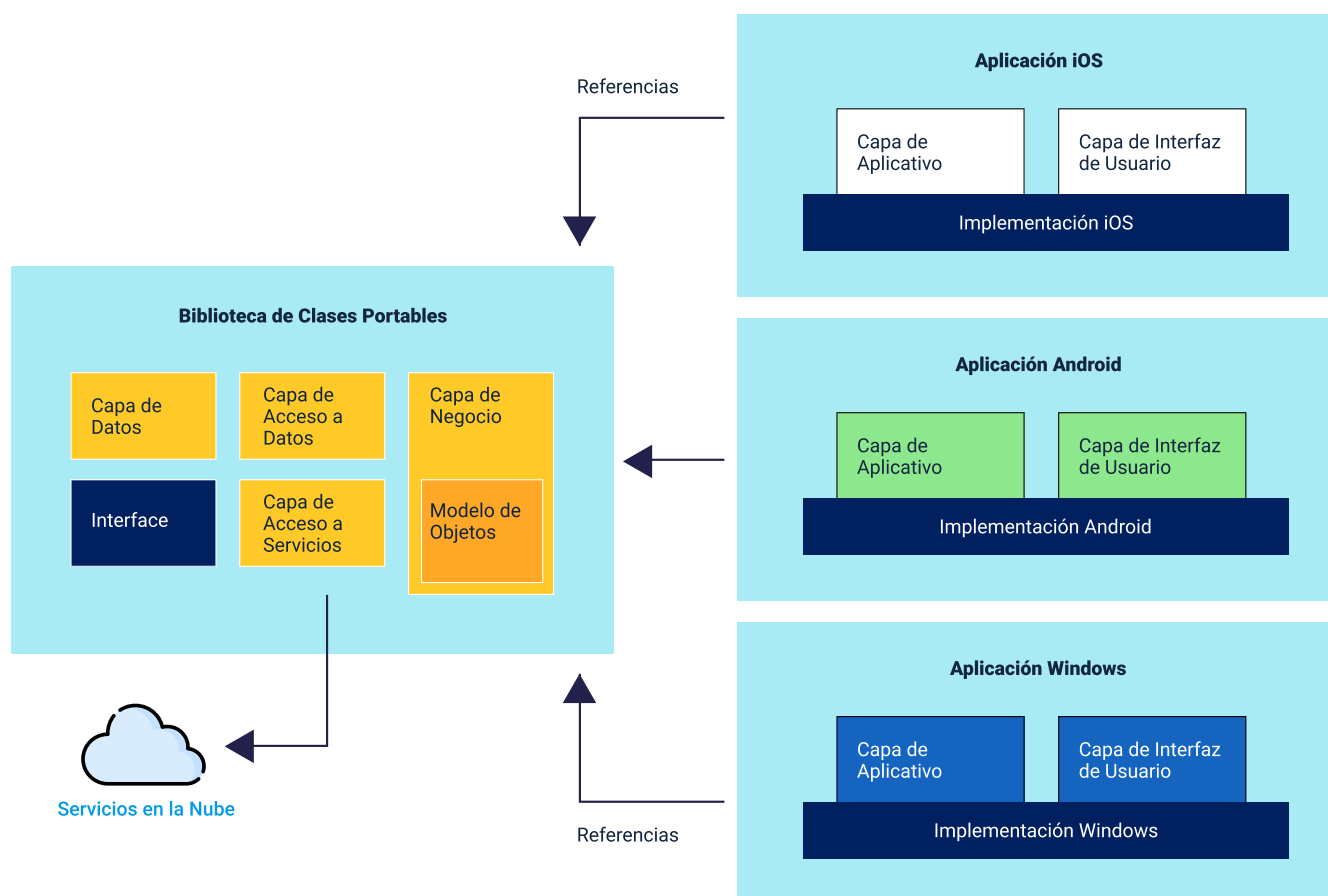 Referencias
Aplicación iOS
Capa de
Aplicativo
Capa de Interfaz
de Usuario
Implementación iOS
Biblioteca de Clases Portables
Capa de
Datos
Capa de
Acceso a
Datos
Capa de
Negocio
Interface
Capa de
Acceso a
Servicios
Modelo de
Objetos
Aplicación Android
Capa de
Aplicativo
Capa de Interfaz
de Usuario
Implementación Android
Servicios en la Nube
Referencias
Aplicación Windows
Capa de
Aplicativo
Capa de Interfaz
de Usuario
Implementación Windows